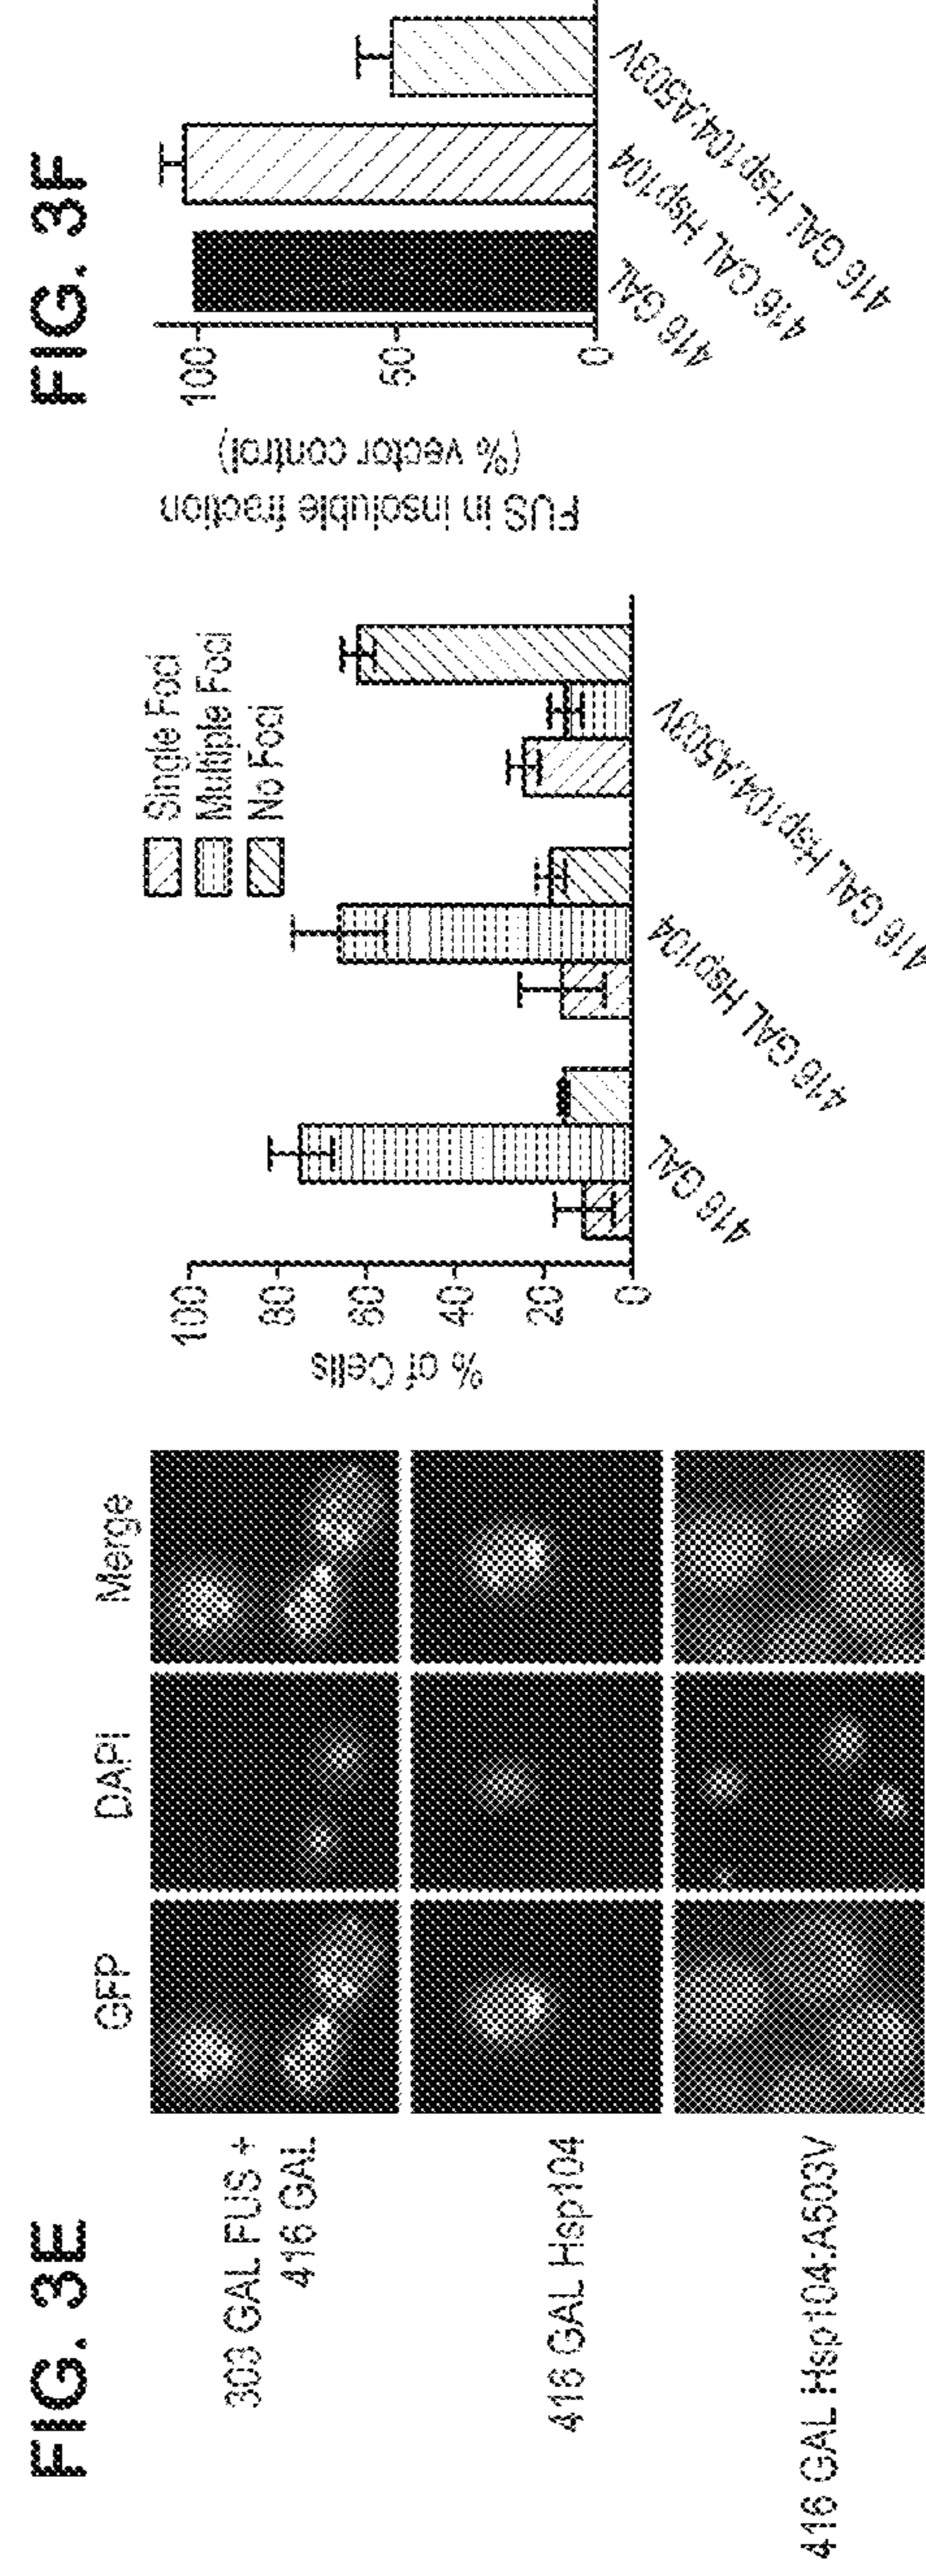 FIG. 3E
GFP
DAPI
Merge
303 GAL FUS +
416 GAL
416 GAL Hsp104
416 GAL Hsp104:A503V
% of Cells
100
80
60
40
20
0
Single Foci
Multiple Foci
No Foci
416 GAL
416 GAL Hsp104
416 GAL Hsp104:A503V
FIG. 3F
FUS in insoluble fraction
(% vector control)
100
50
0
416 GAL
416 GAL Hsp104
416 GAL Hsp104:A503V